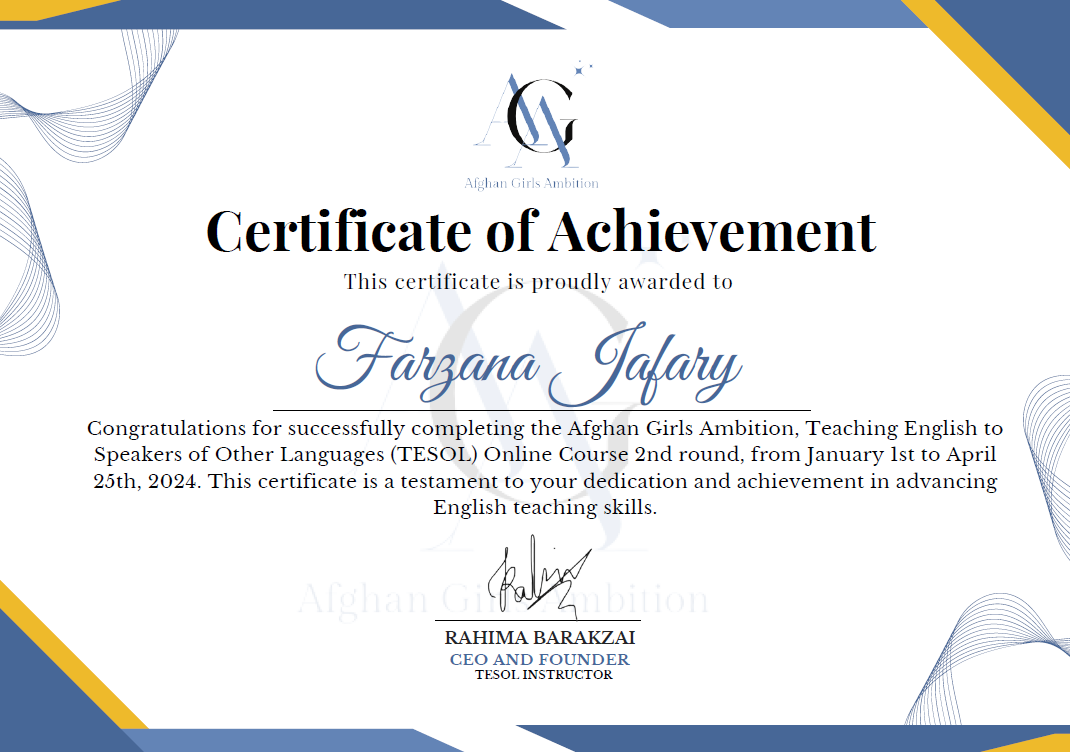 AAG
Afghan Girls Ambition
Certificate of Achievement
This certificate is proudly awarded to
Farzana Jafary
Congratulations for successfully completing the Afghan Girls Ambition, Teaching English to
Speakers of Other Languages (TESOL) Online Course 2nd round, from January 1st to April
25th, 2024. This certificate is a testament to your dedication and achievement in advancing
English teaching skills.
Afghan Girls Ambition
RAHIMA BARAKZAI
CEO AND FOUNDER
TESOL INSTRUCTOR